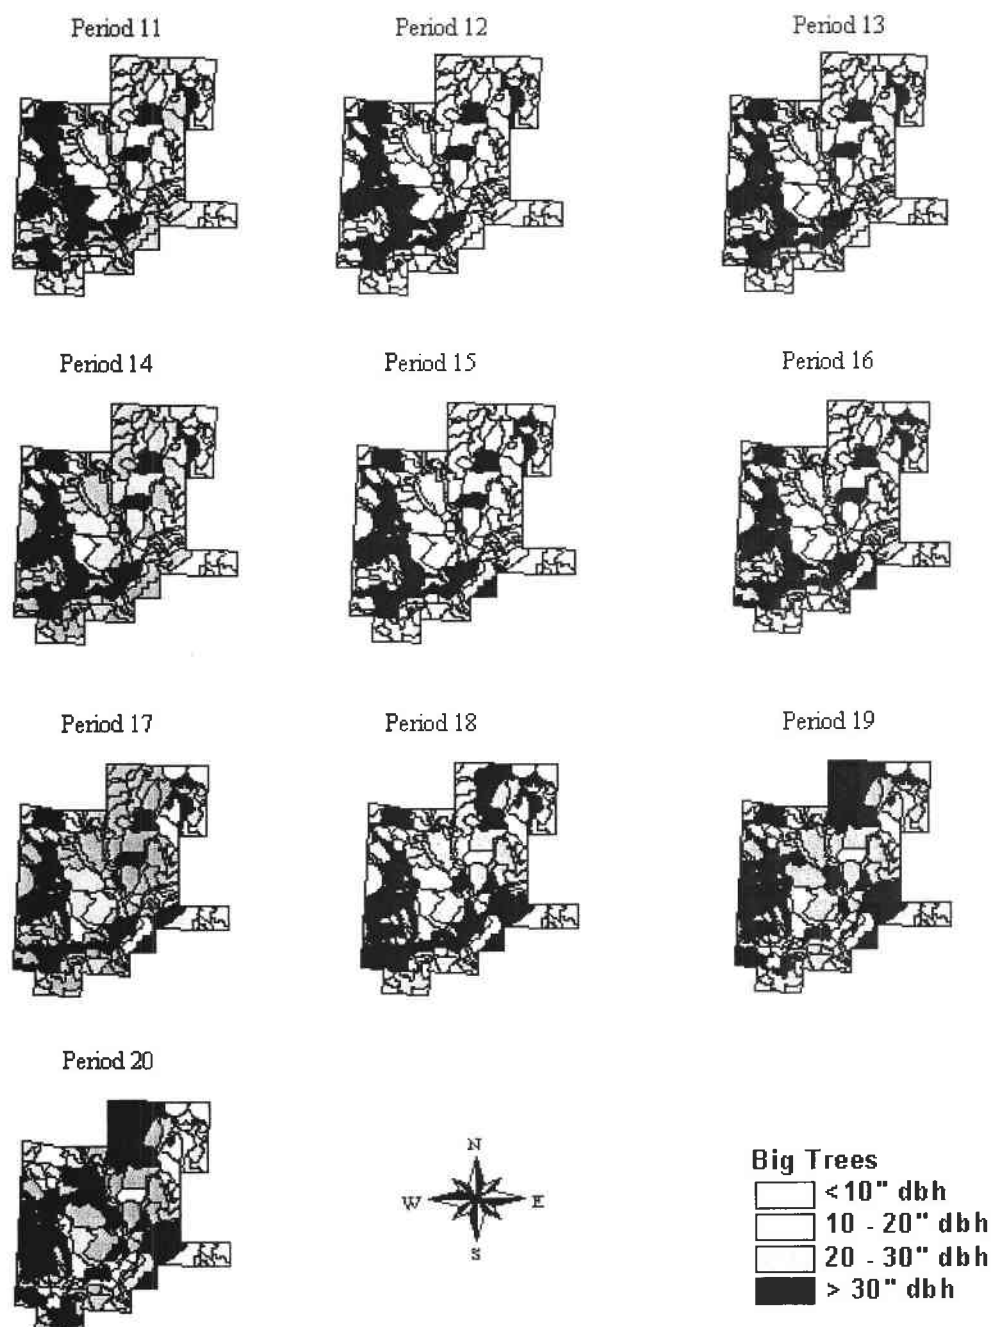 Period 11
Period 12
Period 13
Period 14
Period 15
Period 16
Period 17
Period 18
Period 19
Period 20
N
W
E
S
Big Trees
<10" dbh
10 - 20" dbh
20 - 30" dbh
> 30" dbh